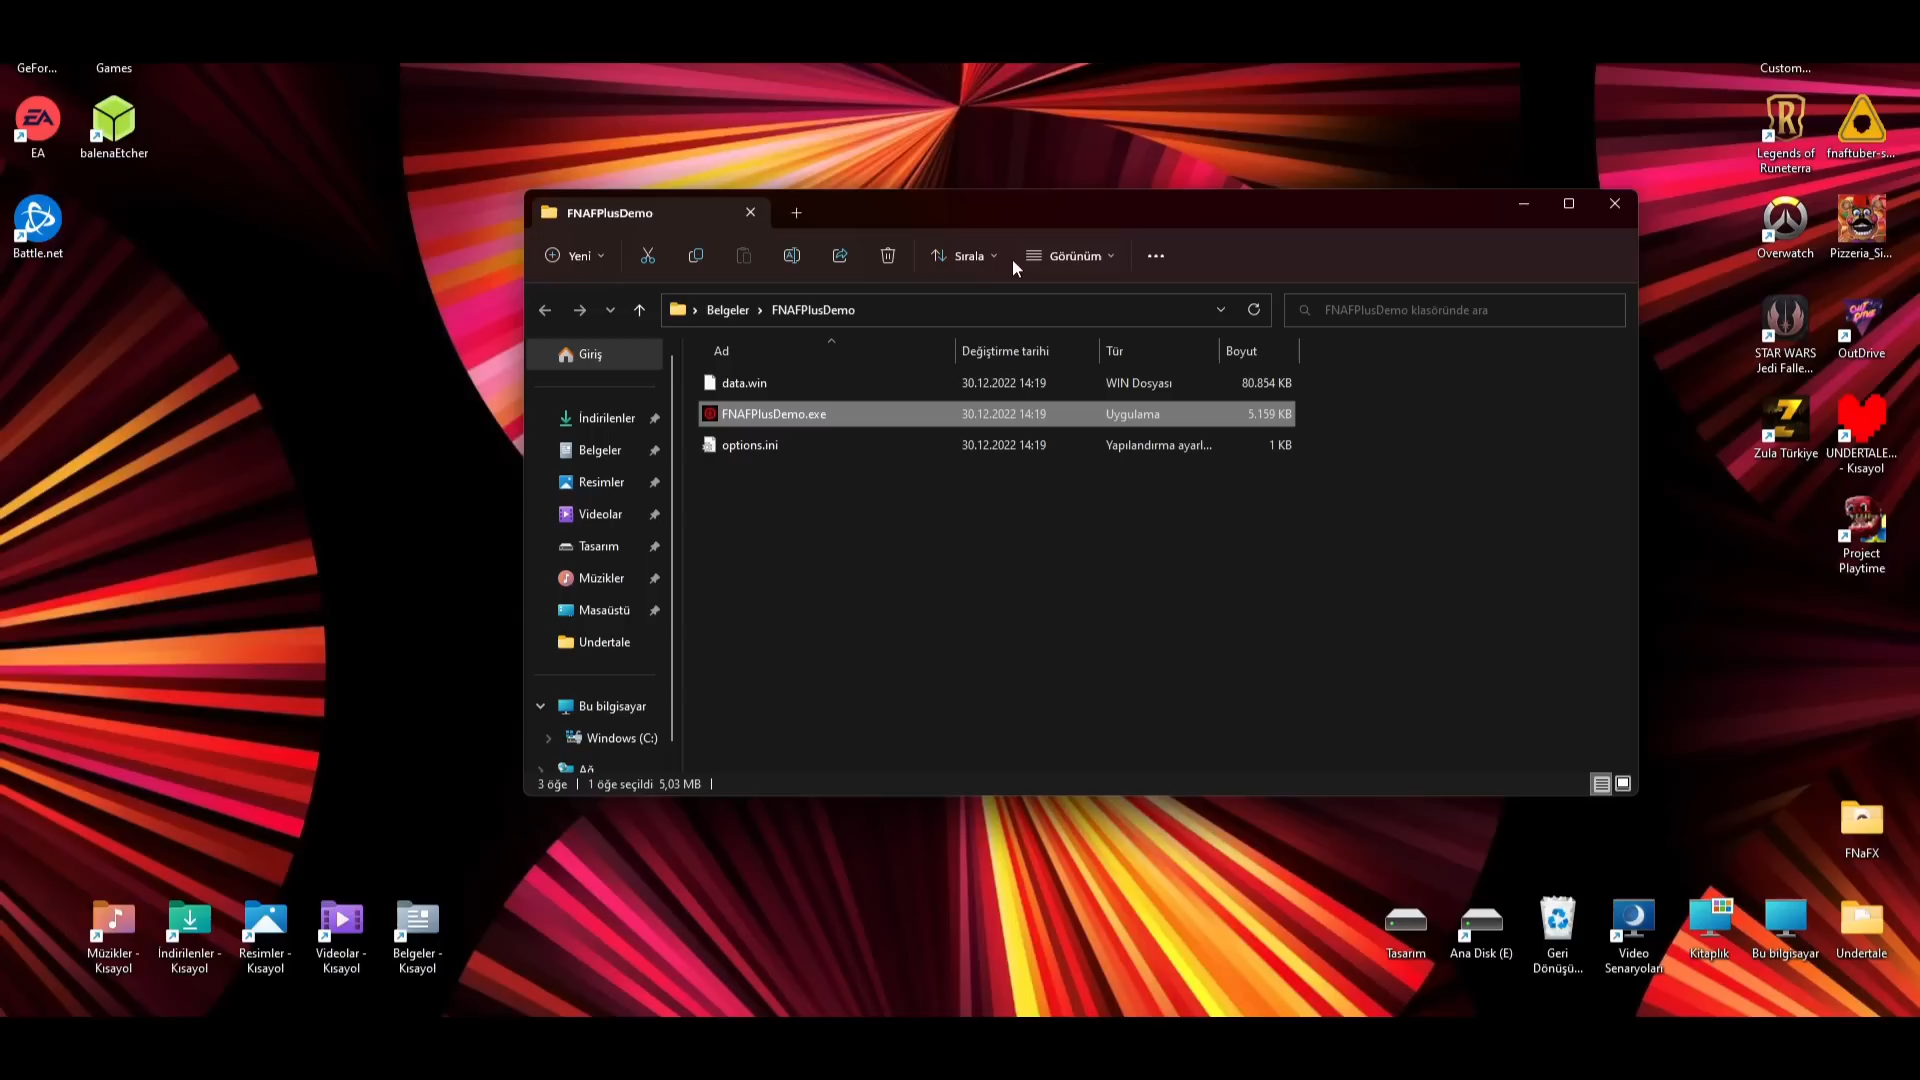 GeFor...
Games
EA
balenaEtcher
Battle.net
Custom...
Legends of
Runeterra
fnaftuber-s...
Overwatch
Pizzeria_Si...
STAR WARS
Jedi Falle...
OutDrive
Zula Türkiye
UNDERTALE...
- Kısayol
Project
Playtime
FNAFPlusDemo
Yeni
Sırala
Görünüm
Belgeler
FNAFPlusDemo
FNAFPlusDemo klasöründe ara
Ad
Değiştirme tarihi
Tür
Boyut
data.win
30.12.2022 14:19
WIN Dosyası
80.854 KB
FNAFPlusDemo.exe
30.12.2022 14:19
Uygulama
5.159 KB
options.ini
30.12.2022 14:19
Yapılandırma ayarl...
1 KB
Giriş
İndirilenler
Belgeler
Resimler
Videolar
Tasarım
Müzikler
Masaüstü
Undertale
Bu bilgisayar
Windows (C:)
Ağ
3 öğe
1 öğe seçildi 5,03 MB
FNaFX
Müzikler -
Kısayol
İndirilenler -
Kısayol
Resimler -
Kısayol
Videolar -
Kısayol
Belgeler -
Kısayol
Tasarım
Ana Disk (E)
Geri
Dönüşü...
Video
Senaryoları
Kitaplık
Bu bilgisayar
Undertale